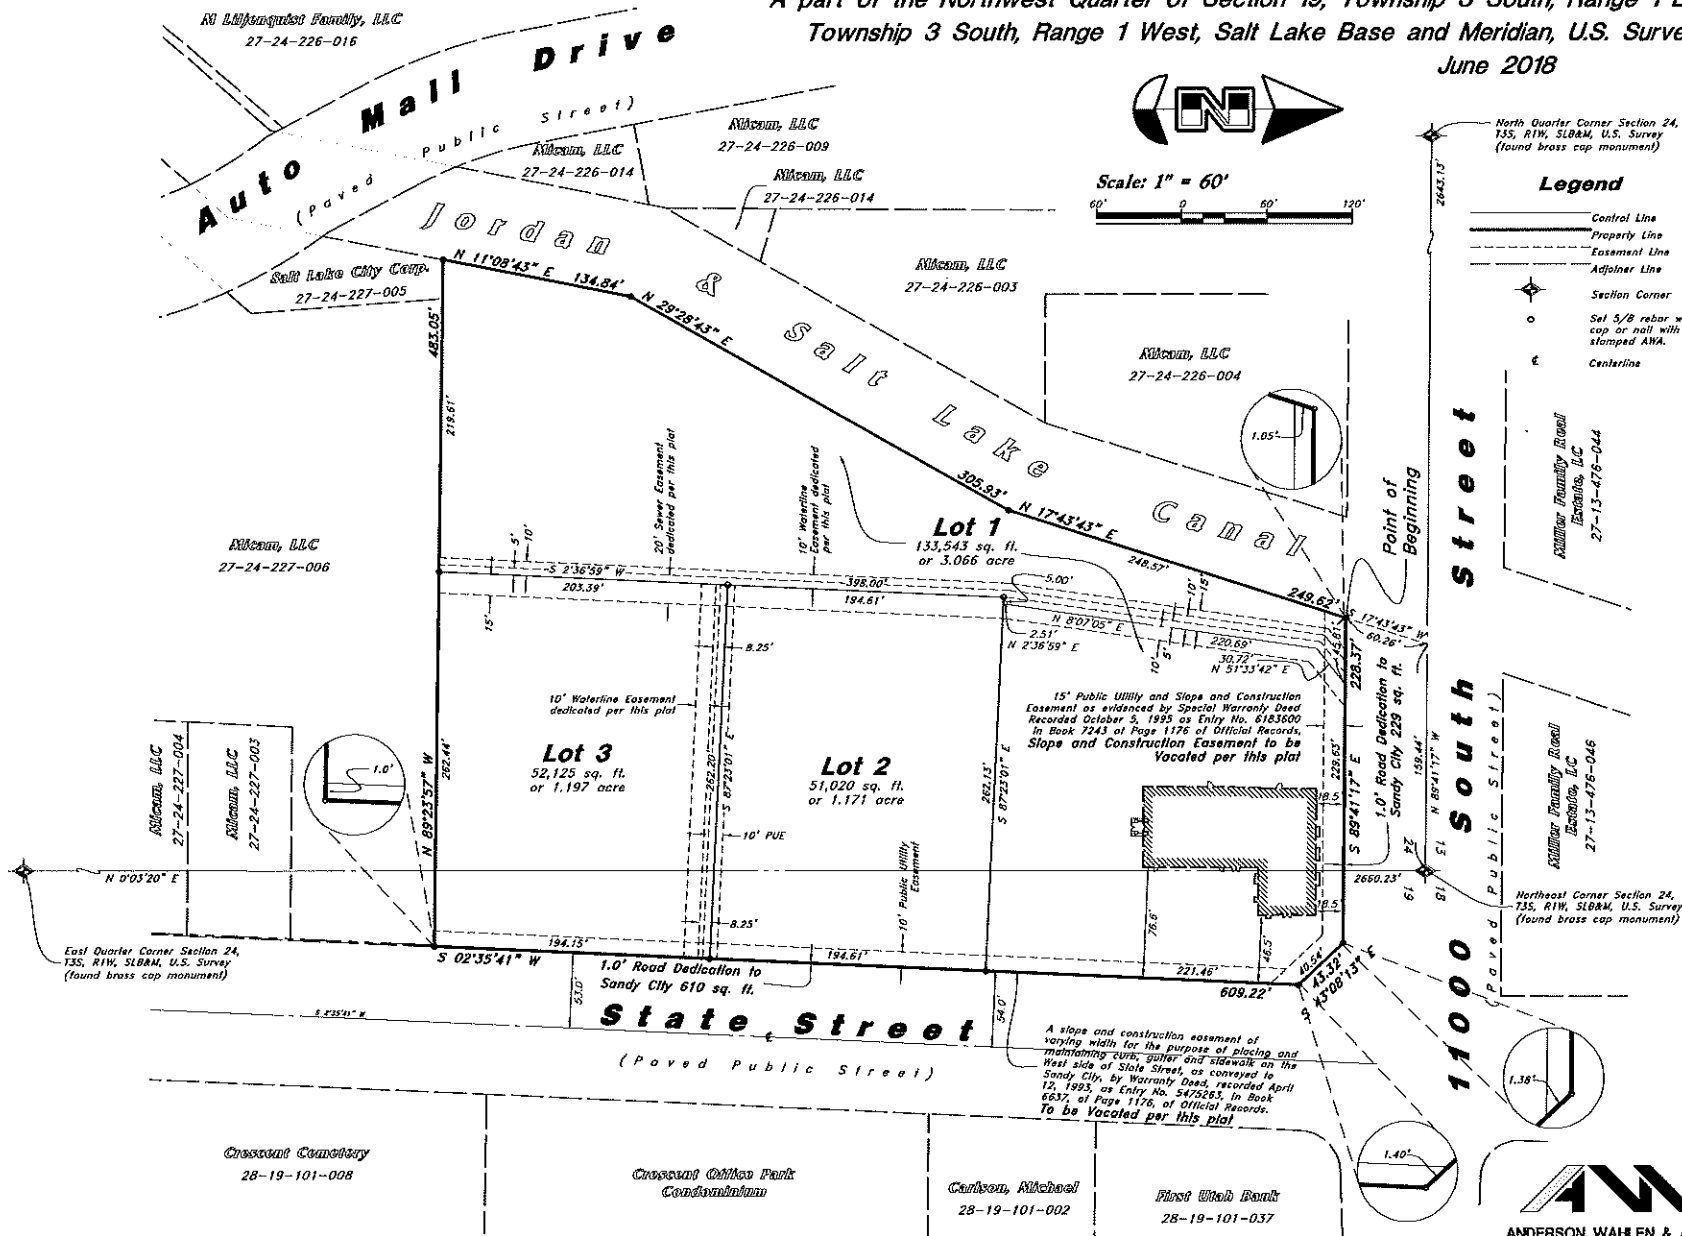 A part of the Northwest Quarter of Section 19, Township 3 South, Range 1
Township 3 South, Range 1 West, Salt Lake Base and Meridian, U.S.
June 2018
M Liljenquist Family, LLC
27-24-226-016
Auto Mall Drive
(Paved Public Street)
Micam, LLC
27-24-226-009
Micam, LLC
27-24-226-014
Micam, LLC
27-24-226-014
N
Scale: 1" = 60'
60' 0 60' 120'
North Quarter Corner Section 24,
T3S, R1W, SLB&M, U.S. Survey
(found brass cap monument)
2643.13'
Legend
Control Line
Property Line
Easement Line
Adjoiner Line
Section Corner
Set 5/8 rebar
cap or nail with
stamped AWA.
Centerline
Jordan & Salt Lake Canal
Salt Lake City Corp.
27-24-227-005
N 11°08'43" E
134.84'
N 29°28'43" E
305.93'
N 17°43'43" E
248.57'
249.62'
Micam, LLC
27-24-226-003
Micam, LLC
27-24-226-004
1.05'
Point of
Beginning
Miller Family Real
Estate, LC
27-13-476-044
483.05'
219.61'
20' Sewer Easement
dedicated per this plat
10' Waterline
Easement dedicated
per this plat
Lot 1
133,543 sq. ft.
or 3.066 acre
Micam, LLC
27-24-227-006
5'
10'
15'
S 2°36'59" W
203.39'
398.00'
194.61'
5.00'
10'
15'
N 8°07'05" E
2.51'
N 2°36'59" E
220.69'
30.72'
N 51°33'42" E
10'
5'
45.81'
228.37'
S 17°43'43" W
60.26'
8.25'
10' Waterline Easement
dedicated per this plat
15' Public Utility and Slope and Construction
Easement as evidenced by Special Warranty Deed
Recorded October 5, 1995 as Entry No. 6183600
in Book 7243 at Page 1176 of Official Records,
Slope and Construction Easement to be
Vacated per this plat
Lot 3
52,125 sq. ft.
or 1.197 acre
Lot 2
51,020 sq. ft.
or 1.171 acre
262.20'
S 87°23'01" E
262.13'
S 87°23'01" E
262.44'
N 89°23'57" W
229.63'
S 89°41'17" E
1.0' Road Dedication to
Sandy City 229 sq. ft.
159.44'
N 89°41'17" W
11000 South Street
(Paved Public Street)
Miller Family Real
Estate, LC
27-13-476-046
Micam, LLC
27-24-227-004
Micam, LLC
27-24-227-003
1.0'
10' PUE
10' Public Utility
Easement
18.5'
18.5'
76.6'
46.5'
2660.23'
24 13
19 18
Northeast Corner Section 24,
T3S, R1W, SLB&M, U.S. Survey
(found brass cap monument)
N 0°03'20" E
East Quarter Corner Section 24,
T3S, R1W, SLB&M, U.S. Survey
(found brass cap monument)
8.25'
194.15'
S 02°35'41" W
194.61'
221.46'
609.22'
40.54'
43.32'
S 43°08'13" E
1.0' Road Dedication to
Sandy City 610 sq. ft.
53.0'
54.0'
S 2°35'41" W
State Street
(Paved Public Street)
A slope and construction easement of
varying width for the purpose of placing and
maintaining curb, gutter and sidewalk on the
West side of State Street, as conveyed to
Sandy City, by Warranty Deed, recorded April
12, 1993, as Entry No. 5475263, in Book
6637, at Page 1176, of Official Records.
To be Vacated per this plat
1.38'
1.40'
Crescent Cemetery
28-19-101-008
Crescent Office Park
Condominium
Carlson, Michael
28-19-101-002
First Utah Bank
28-19-101-037
ANDERSON WAHLEN &